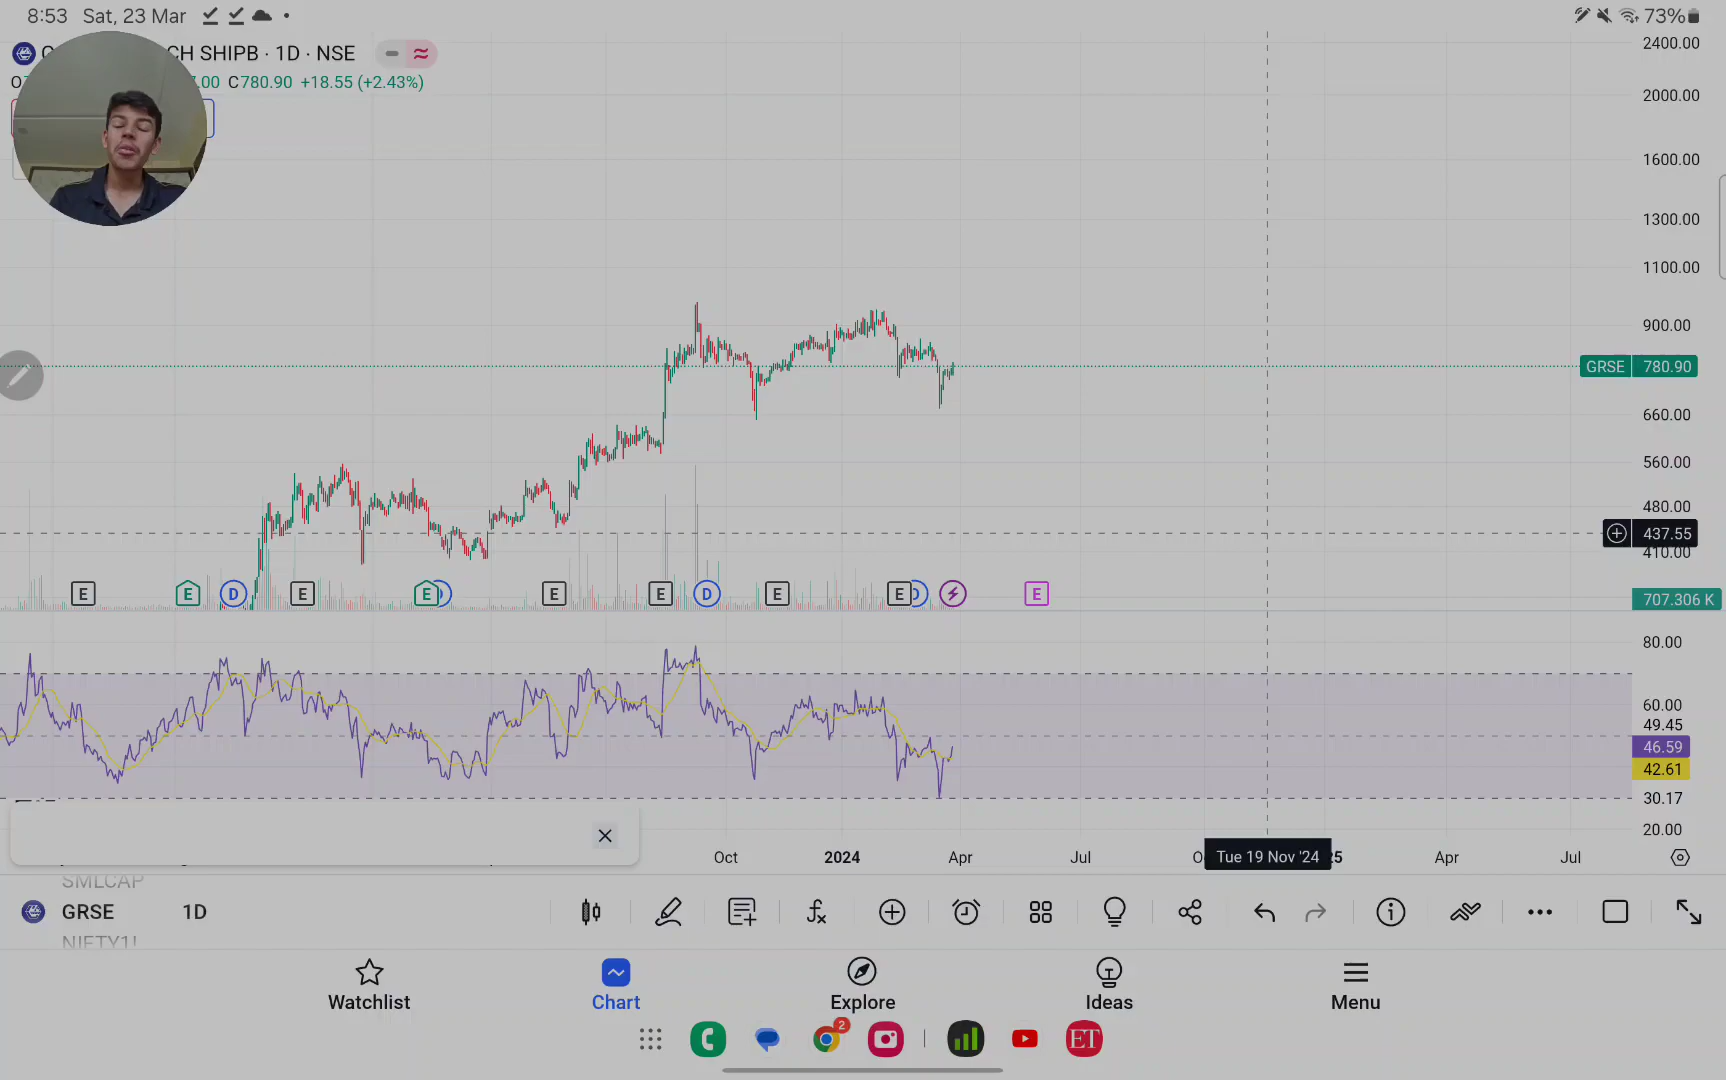 8:53 Sat, 23 Mar
73%
CH SHIPB · 1D · NSE
.00 C780.90 +18.55 (+2.43%)
2400.00
2000.00
1600.00
1300.00
1100.00
900.00
GRSE 780.90
660.00
560.00
480.00
437.55
410.00
E E D E E E E D E E E
707.306 K
80.00
60.00
49.45
46.59
42.61
30.17
20.00
Oct 2024 Apr Jul Tue 19 Nov '24 Apr Jul
SMLCAP
GRSE 1D
NIFTY1!
Watchlist Chart Explore Ideas Menu
2
ET